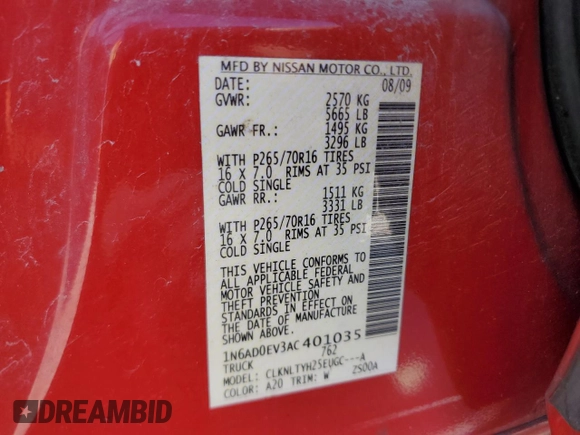 MFD BY NISSAN MOTOR CO., LTD.
DATE: 08/09
GVWR: 2570 KG
5665 LB
GAWR FR.: 1495 KG
3296 LB
WITH P265/70R16 TIRES
16 X 7.0 RIMS AT 35 PSI
COLD SINGLE
GAWR RR.: 1511 KG
3331 LB
WITH P265/70R16 TIRES
16 X 7.0 RIMS AT 35 PSI
COLD SINGLE
THIS VEHICLE CONFORMS TO
ALL APPLICABLE FEDERAL
MOTOR VEHICLE SAFETY AND
THEFT PREVENTION
STANDARDS IN EFFECT ON
THE DATE OF MANUFACTURE
SHOWN ABOVE.
1N6AD0EV3AC401035
TRUCK 762
MODEL: CLKNLTYH25EUGC---A
COLOR: A20 TRIM: W 2S00A
DREAMBID